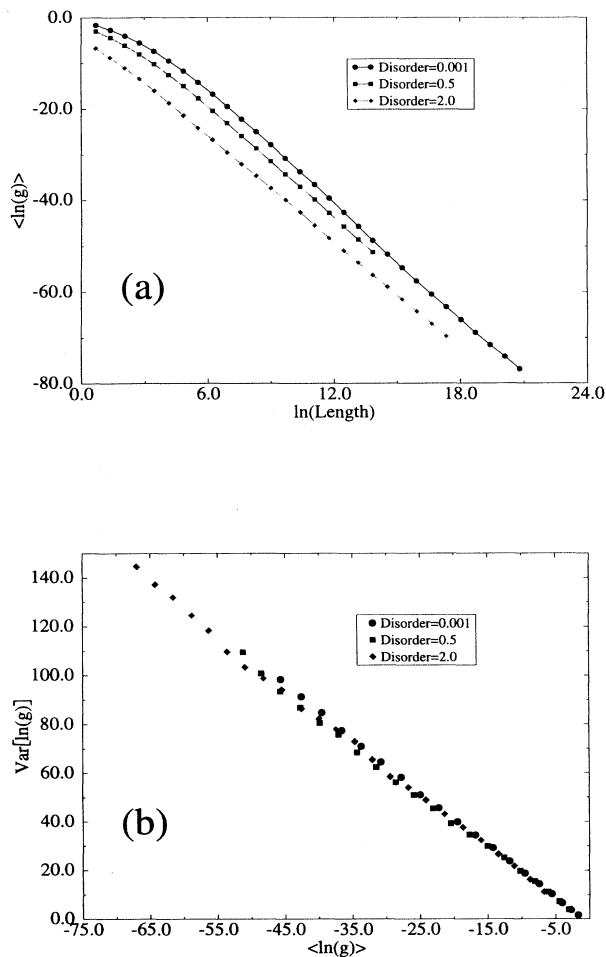 0.0
-20.0
-40.0
-60.0
-80.0
<ln(g)>
Disorder=0.001
Disorder=0.5
Disorder=2.0
(a)
0.0 6.0 12.0 18.0 24.0
ln(Length)
140.0
120.0
100.0
80.0
60.0
40.0
20.0
0.0
Var[ln(g)]
Disorder=0.001
Disorder=0.5
Disorder=2.0
(b)
-75.0 -65.0 -55.0 -45.0 -35.0 -25.0 -15.0 -5.0
<ln(g)>